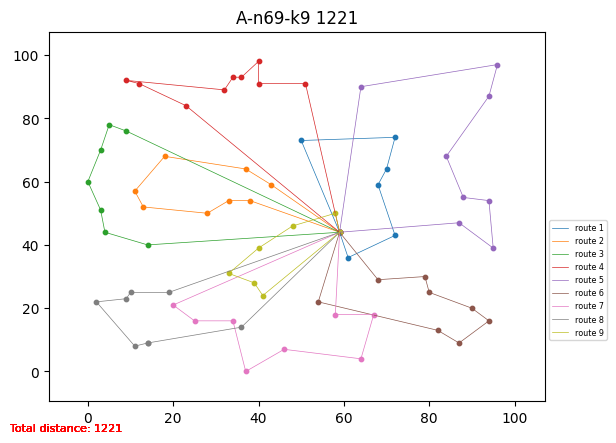 A-n69-k9 1221
100
80
60
40
20
0
0 20 40 60 80 100
route 1
route 2
route 3
route 4
route 5
route 6
route 7
route 8
route 9
Total distance: 1221